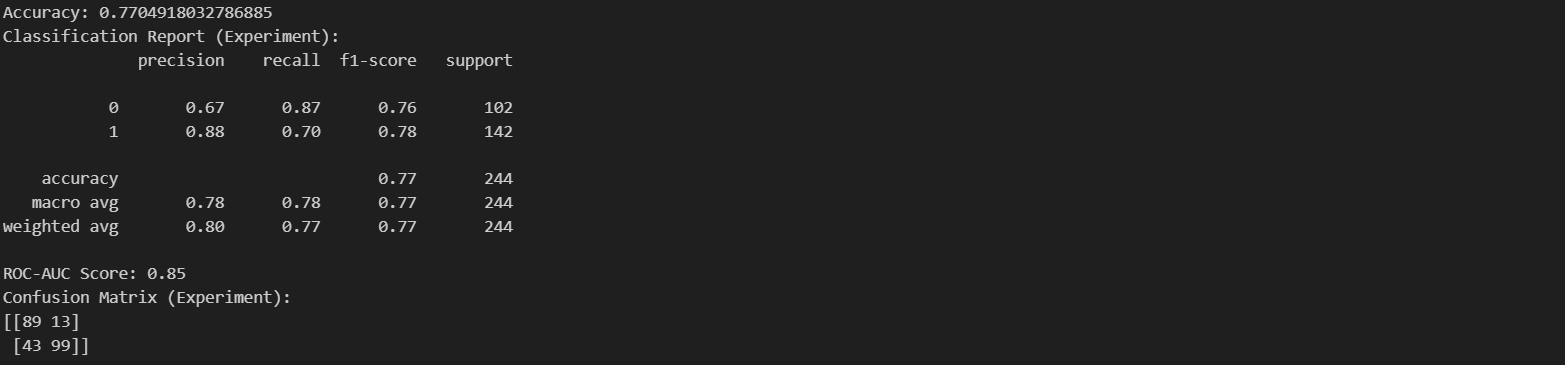 Accuracy: 0.7704918032786885
Classification Report (Experiment):
              precision    recall  f1-score   support

           0       0.67      0.87      0.76       102
           1       0.88      0.70      0.78       142

    accuracy                           0.77       244
   macro avg       0.78      0.78      0.77       244
weighted avg       0.80      0.77      0.77       244

ROC-AUC Score: 0.85
Confusion Matrix (Experiment):
[[89 13]
 [43 99]]